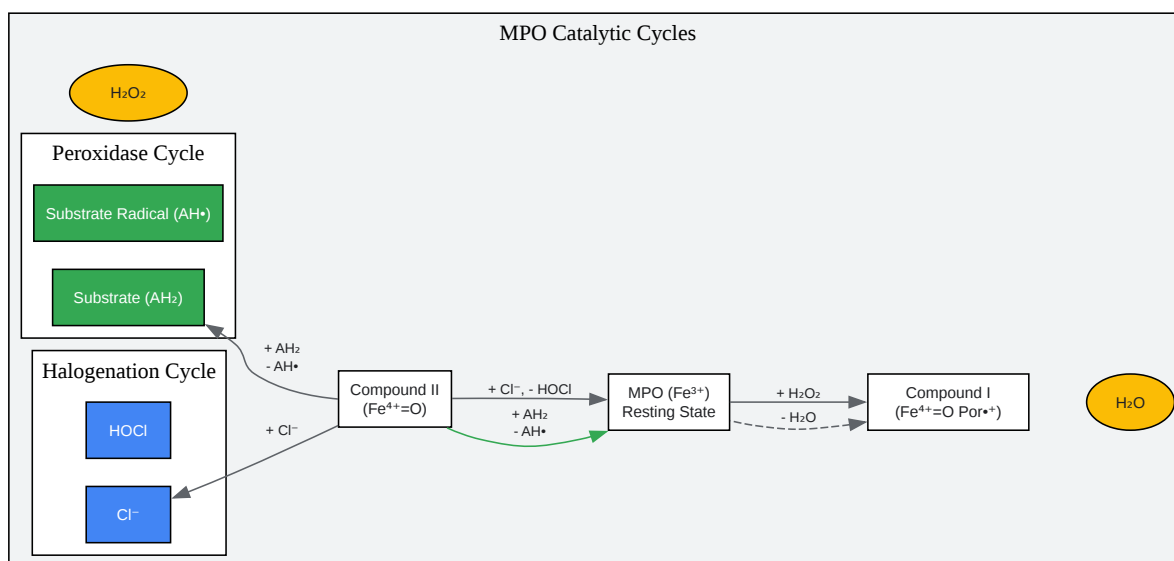 MPO Catalytic Cycles
H₂O₂
Peroxidase Cycle
Substrate Radical (AH•)
Substrate (AH₂)
+ AH₂
- AH•
Halogenation Cycle
HOCl
Cl⁻
+ Cl⁻
Compound II
(Fe⁴⁺=O)
+ Cl⁻, - HOCl
+ AH₂
- AH•
MPO (Fe³⁺)
Resting State
+ H₂O₂
- H₂O
Compound I
(Fe⁴⁺=O Por•⁺)
H₂O